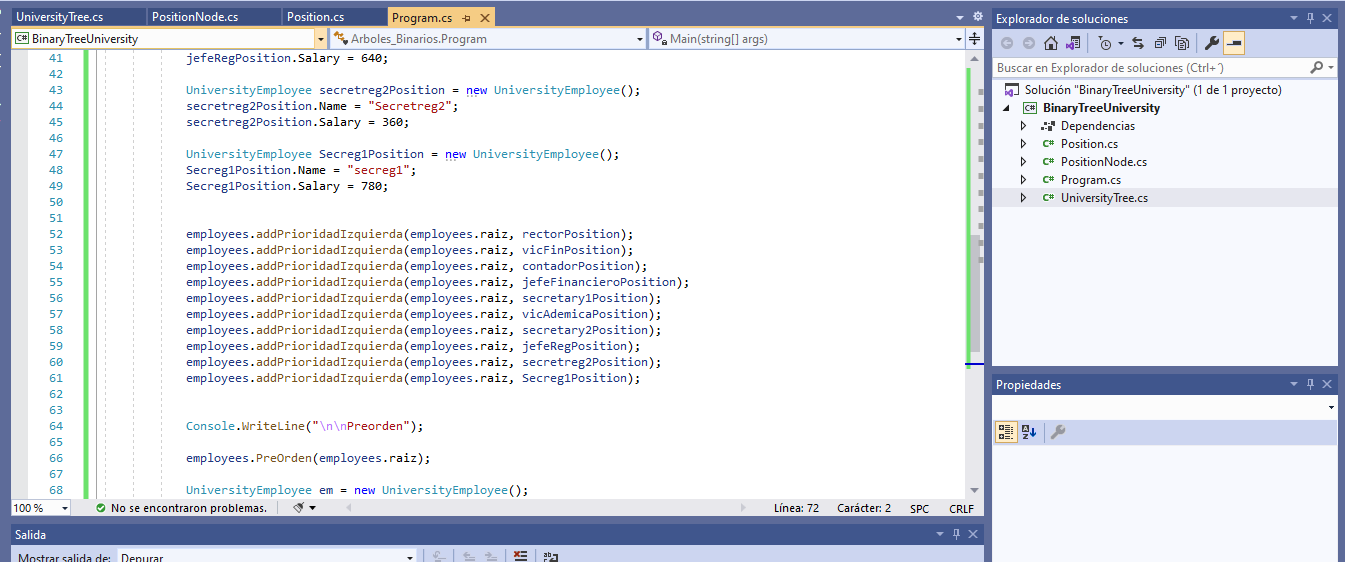 UniversityTree.cs PositionNode.cs Position.cs Program.cs
BinaryTreeUniversity Arboles_Binarios.Program Main(string[] args)
41 jefeRegPosition.Salary = 640;
42
43 UniversityEmployee secretreg2Position = new UniversityEmployee();
44 secretreg2Position.Name = "Secretreg2";
45 secretreg2Position.Salary = 360;
46
47 UniversityEmployee Secreg1Position = new UniversityEmployee();
48 Secreg1Position.Name = "secreg1";
49 Secreg1Position.Salary = 780;
50
51
52 employees.addPrioridadIzquierda(employees.raiz, rectorPosition);
53 employees.addPrioridadIzquierda(employees.raiz, vicFinPosition);
54 employees.addPrioridadIzquierda(employees.raiz, contadorPosition);
55 employees.addPrioridadIzquierda(employees.raiz, jefeFinancieroPosition);
56 employees.addPrioridadIzquierda(employees.raiz, secretary1Position);
57 employees.addPrioridadIzquierda(employees.raiz, vicAdemicaPosition);
58 employees.addPrioridadIzquierda(employees.raiz, secretary2Position);
59 employees.addPrioridadIzquierda(employees.raiz, jefeRegPosition);
60 employees.addPrioridadIzquierda(employees.raiz, secretreg2Position);
61 employees.addPrioridadIzquierda(employees.raiz, Secreg1Position);
62
63
64 Console.WriteLine("\n\nPreorden");
65
66 employees.PreOrden(employees.raiz);
67
68 UniversityEmployee em = new UniversityEmployee();
100 % No se encontraron problemas. Línea: 72 Carácter: 2 SPC CRLF
Salida
Mostrar salida de: Depurar
Explorador de soluciones
Buscar en Explorador de soluciones (Ctrl+´)
Solución "BinaryTreeUniversity" (1 de 1 proyecto)
C# BinaryTreeUniversity
Dependencias
C# Position.cs
C# PositionNode.cs
C# Program.cs
C# UniversityTree.cs
Propiedades